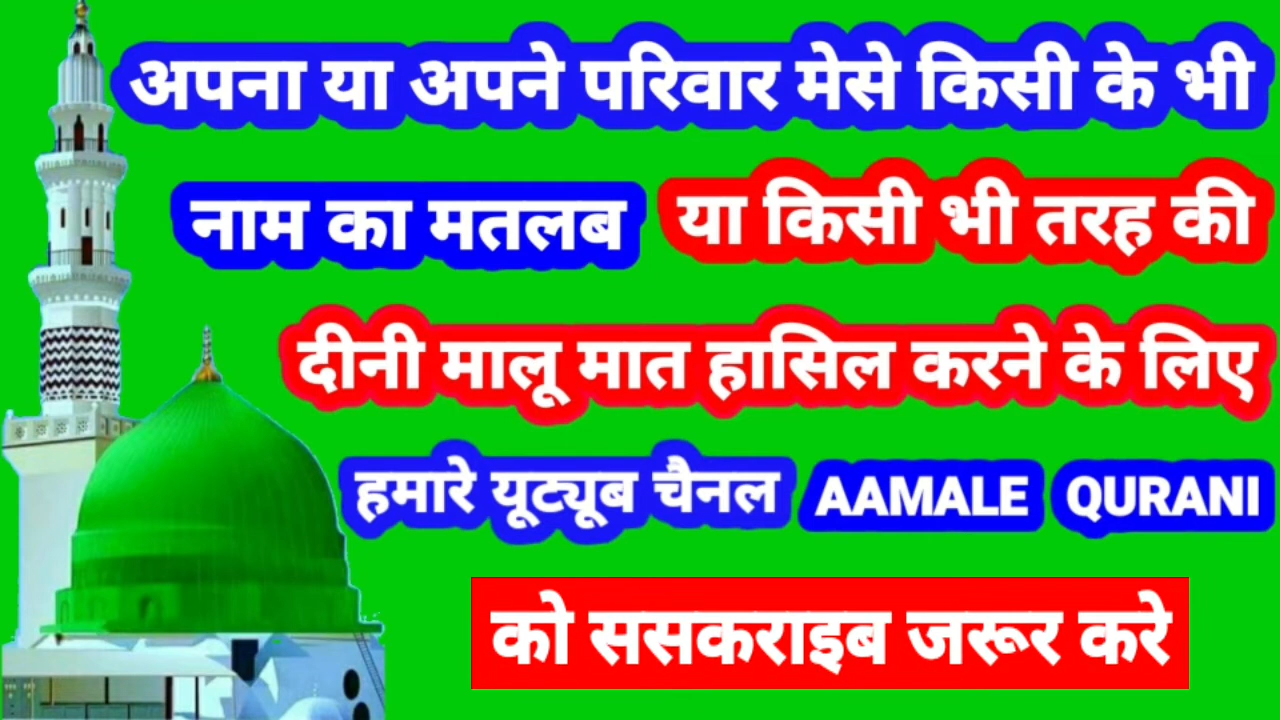 अपना या अपने परिवार मेसे किसी के भी
नाम का मतलब या किसी भी तरह की
दीनी मालू मात हासिल करने के लिए
हमारे यूट्यूब चैनल AAMALE QURANI
को ससकराइब जरूर करे